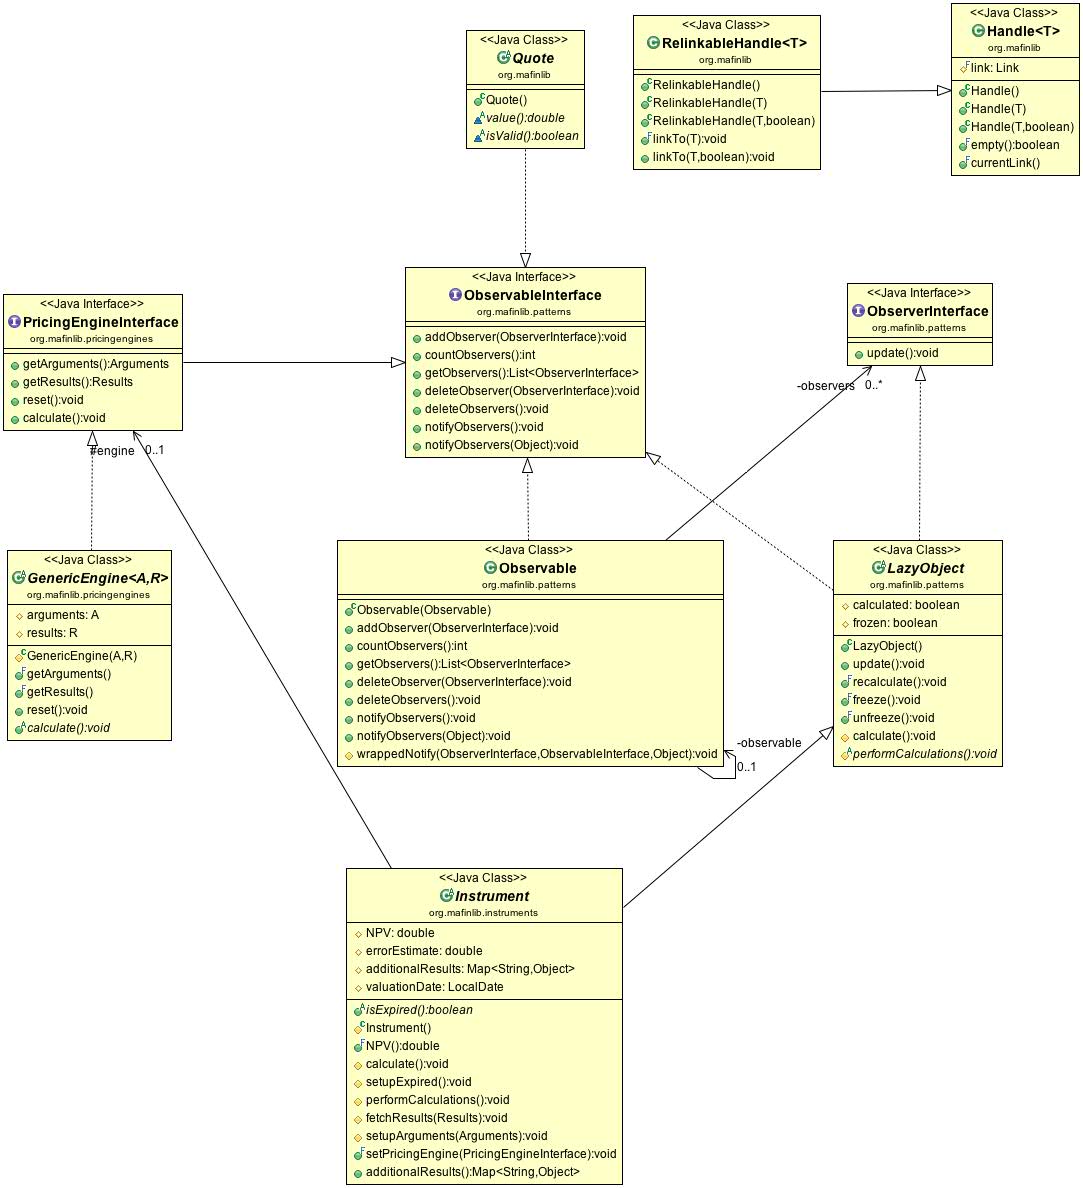 <<Java Class>>
Quote
org.mafinlib
Quote()
value():double
isValid():boolean
<<Java Class>>
RelinkableHandle<T>
org.mafinlib
RelinkableHandle()
RelinkableHandle(T)
RelinkableHandle(T,boolean)
linkTo(T):void
linkTo(T,boolean):void
<<Java Class>>
Handle<T>
org.mafinlib
link: Link
Handle()
Handle(T)
Handle(T,boolean)
empty():boolean
currentLink()
<<Java Interface>>
PricingEngineInterface
org.mafinlib.pricingengines
getArguments():Arguments
getResults():Results
reset():void
calculate():void
<<Java Interface>>
ObservableInterface
org.mafinlib.patterns
addObserver(ObserverInterface):void
countObservers():int
getObservers():List<ObserverInterface>
deleteObserver(ObserverInterface):void
deleteObservers():void
notifyObservers():void
notifyObservers(Object):void
<<Java Interface>>
ObserverInterface
org.mafinlib.patterns
update():void
-observers 0..*
#engine 0..1
<<Java Class>>
GenericEngine<A,R>
org.mafinlib.pricingengines
arguments: A
results: R
GenericEngine(A,R)
getArguments()
getResults()
reset():void
calculate():void
<<Java Class>>
Observable
org.mafinlib.patterns
Observable(Observable)
addObserver(ObserverInterface):void
countObservers():int
getObservers():List<ObserverInterface>
deleteObserver(ObserverInterface):void
deleteObservers():void
notifyObservers():void
notifyObservers(Object):void
wrappedNotify(ObserverInterface,ObservableInterface,Object):void
-observable
0..1
<<Java Class>>
LazyObject
org.mafinlib.patterns
calculated: boolean
frozen: boolean
LazyObject()
update():void
recalculate():void
freeze():void
unfreeze():void
calculate():void
performCalculations():void
<<Java Class>>
Instrument
org.mafinlib.instruments
NPV: double
errorEstimate: double
additionalResults: Map<String,Object>
valuationDate: LocalDate
isExpired():boolean
Instrument()
NPV():double
calculate():void
setupExpired():void
performCalculations():void
fetchResults(Results):void
setupArguments(Arguments):void
setPricingEngine(PricingEngineInterface):void
additionalResults():Map<String,Object>